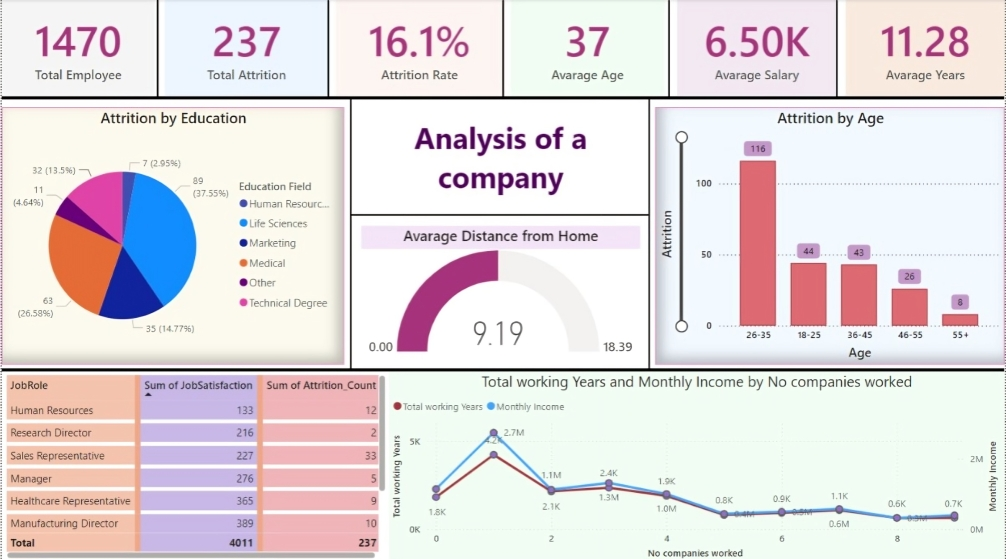 1470
Total Employee
237
Total Attrition
16.1%
Attrition Rate
37
Avarage Age
6.50K
Avarage Salary
11.28
Avarage Years
Attrition by Education
7 (2.95%)
89
(37.55%)
35 (14.77%)
63
(26.58%)
11
(4.64%)
32 (13.5%)
Education Field
Human Resourc...
Life Sciences
Marketing
Medical
Other
Technical Degree
Analysis of a
company
Avarage Distance from Home
9.19
0.00
18.39
Attrition by Age
Attrition
100
50
0
116
44
43
26
8
26-35
18-25
36-45
46-55
55+
Age
JobRole Sum of JobSatisfaction Sum of Attrition_Count
Human Resources 133 12
Research Director 216 2
Sales Representative 227 33
Manager 276 5
Healthcare Representative 365 9
Manufacturing Director 389 10
Total 4011 237
Total working Years and Monthly Income by No companies worked
Total working Years Monthly Income
Total working Years
5K
0K
1.8K
2.7M
1.1M
2.1K
2.4K
1.3M
1.9K
1.0M
0.8K
0.4M
0.9K
0.5M
1.1K
0.6M
0.6K
0.3M
0.7K
2M
0M
Monthly Income
0
2
4
6
8
No companies worked